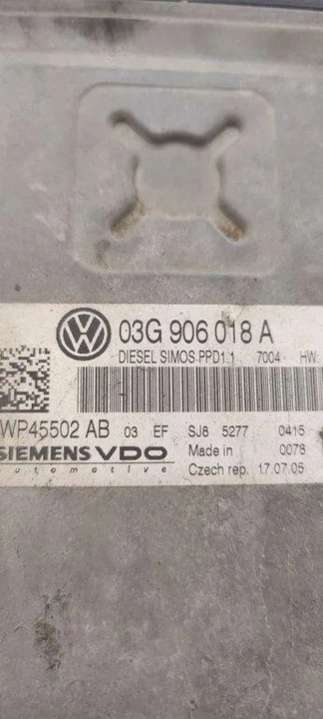 03G 906 018 A
DIESEL SIMOS PPD1.1 7004 HW:
WP45502 AB 03 EF SJ8 5277 0415
SIEMENS VDO Made in 0078
automotive Czech rep. 17.07.05